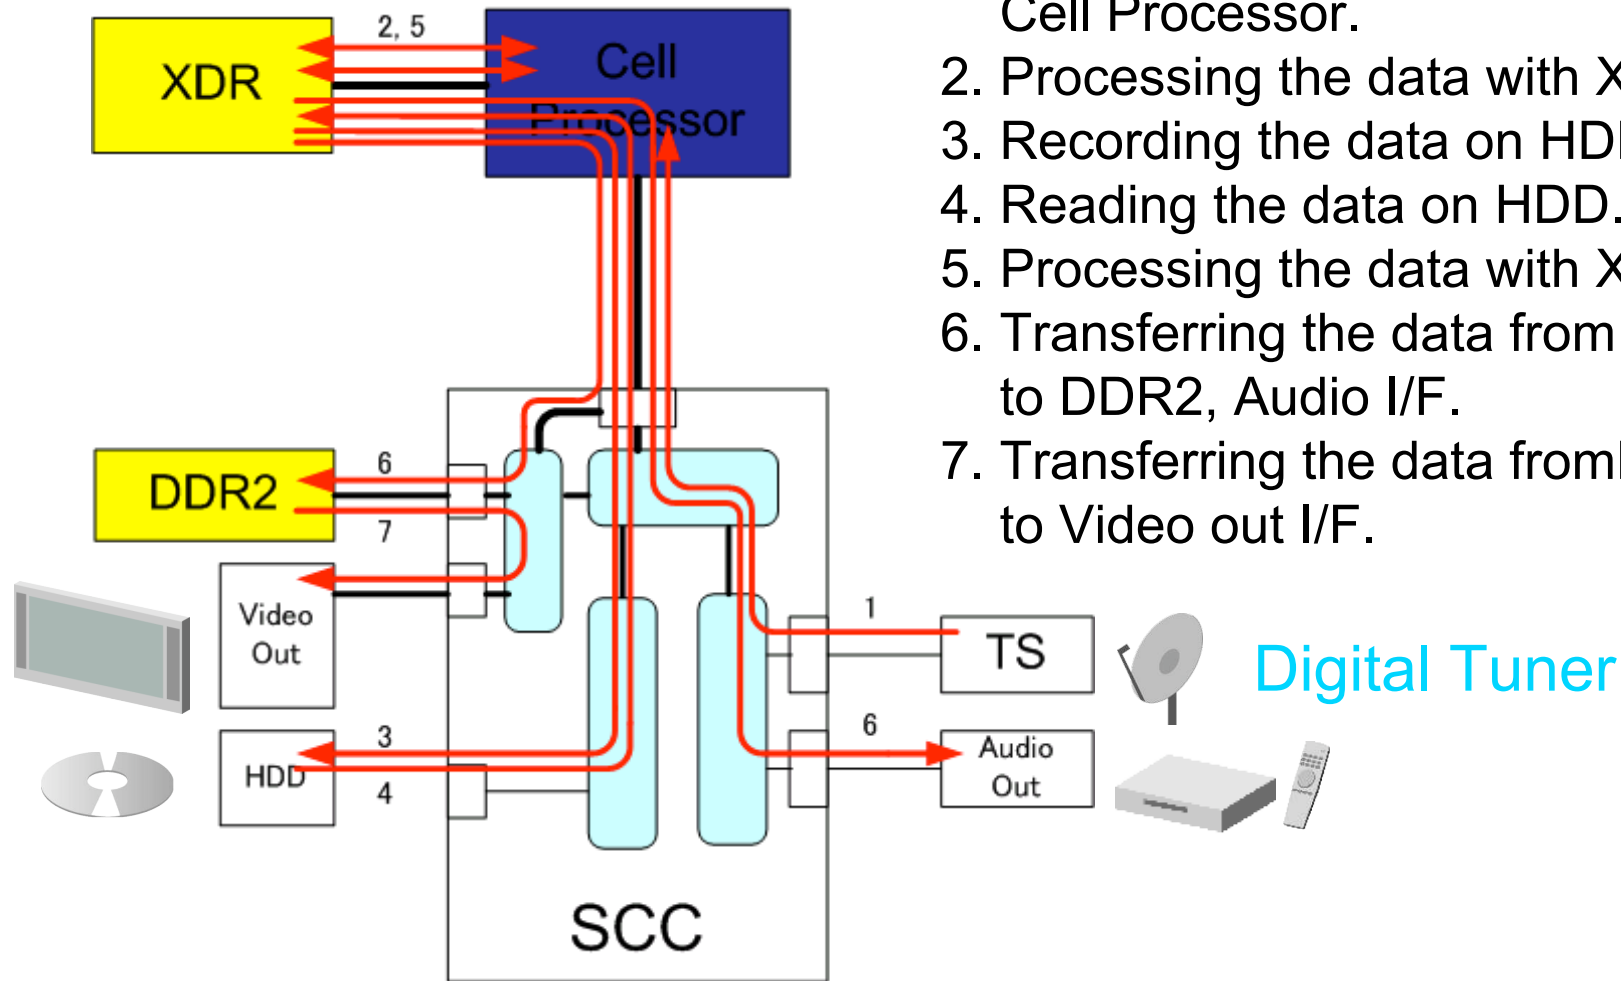 2, 5
XDR
Cell
Processor
DDR2
6
7
Video
Out
HDD
3
4
1
TS
6
Audio
Out
SCC
Digital Tuner
Cell Processor.
2. Processing the data with X
3. Recording the data on HD
4. Reading the data on HDD.
5. Processing the data with X
6. Transferring the data from
to DDR2, Audio I/F.
7. Transferring the data from
to Video out I/F.